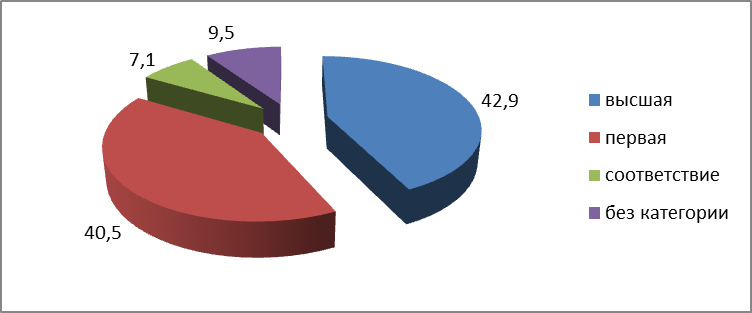 9,5
7,1
42,9
40,5
высшая
первая
соответствие
без категории